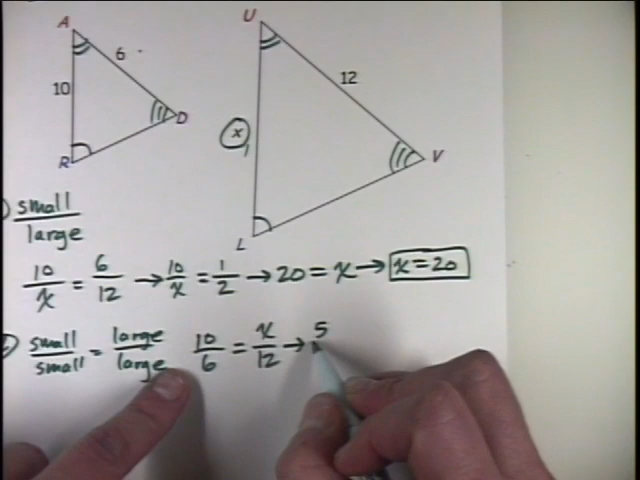 A
U
6
12
10
x
D
V
R
L
) small / large
10/x = 6/12 → 10/x = 1/2 → 20 = x → x = 20
small/small = large/large 10/6 = x/12 → 5